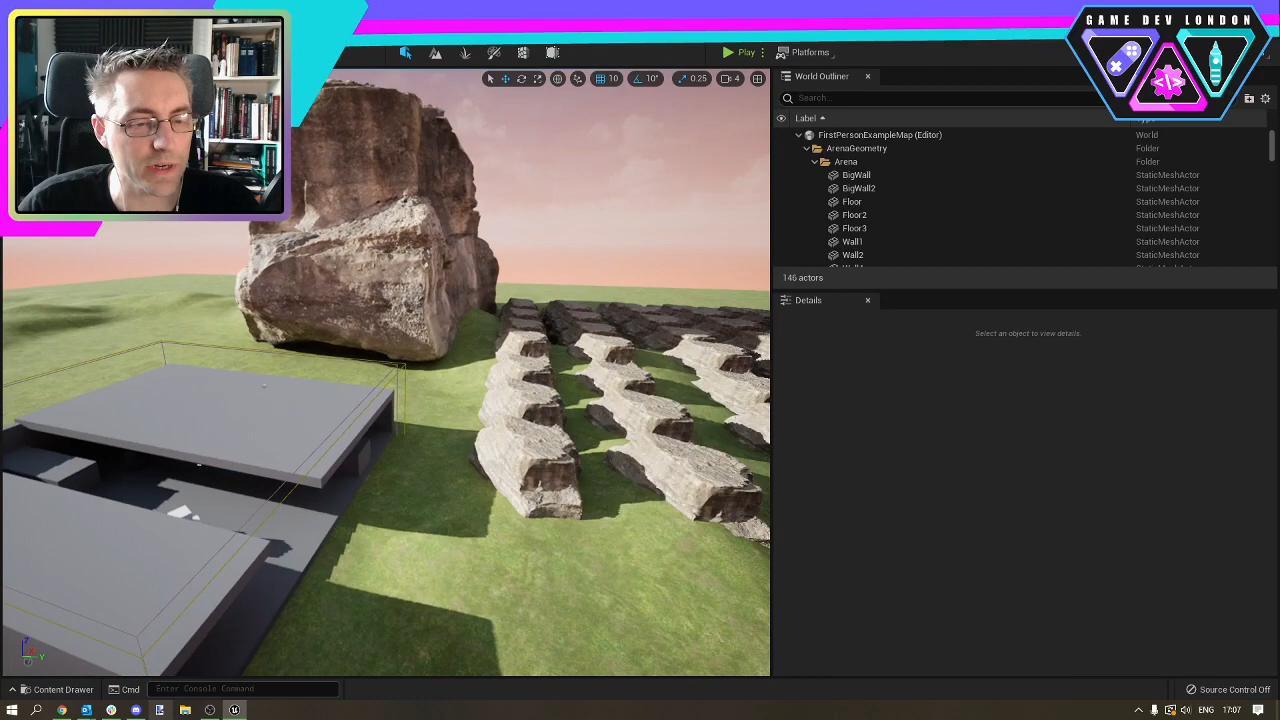 GAME DEV LONDON
Play
Platforms
10
10°
0.25
4
World Outliner
Search...
Label
FirstPersonExampleMap (Editor)
World
ArenaGeometry
Folder
Arena
Folder
BigWall
StaticMeshActor
BigWall2
StaticMeshActor
Floor
StaticMeshActor
Floor2
StaticMeshActor
Floor3
StaticMeshActor
Wall1
StaticMeshActor
Wall2
StaticMeshActor
146 actors
Details
Select an object to view details.
Content Drawer
Cmd
Enter Console Command
Source Control Off
ENG
17:07